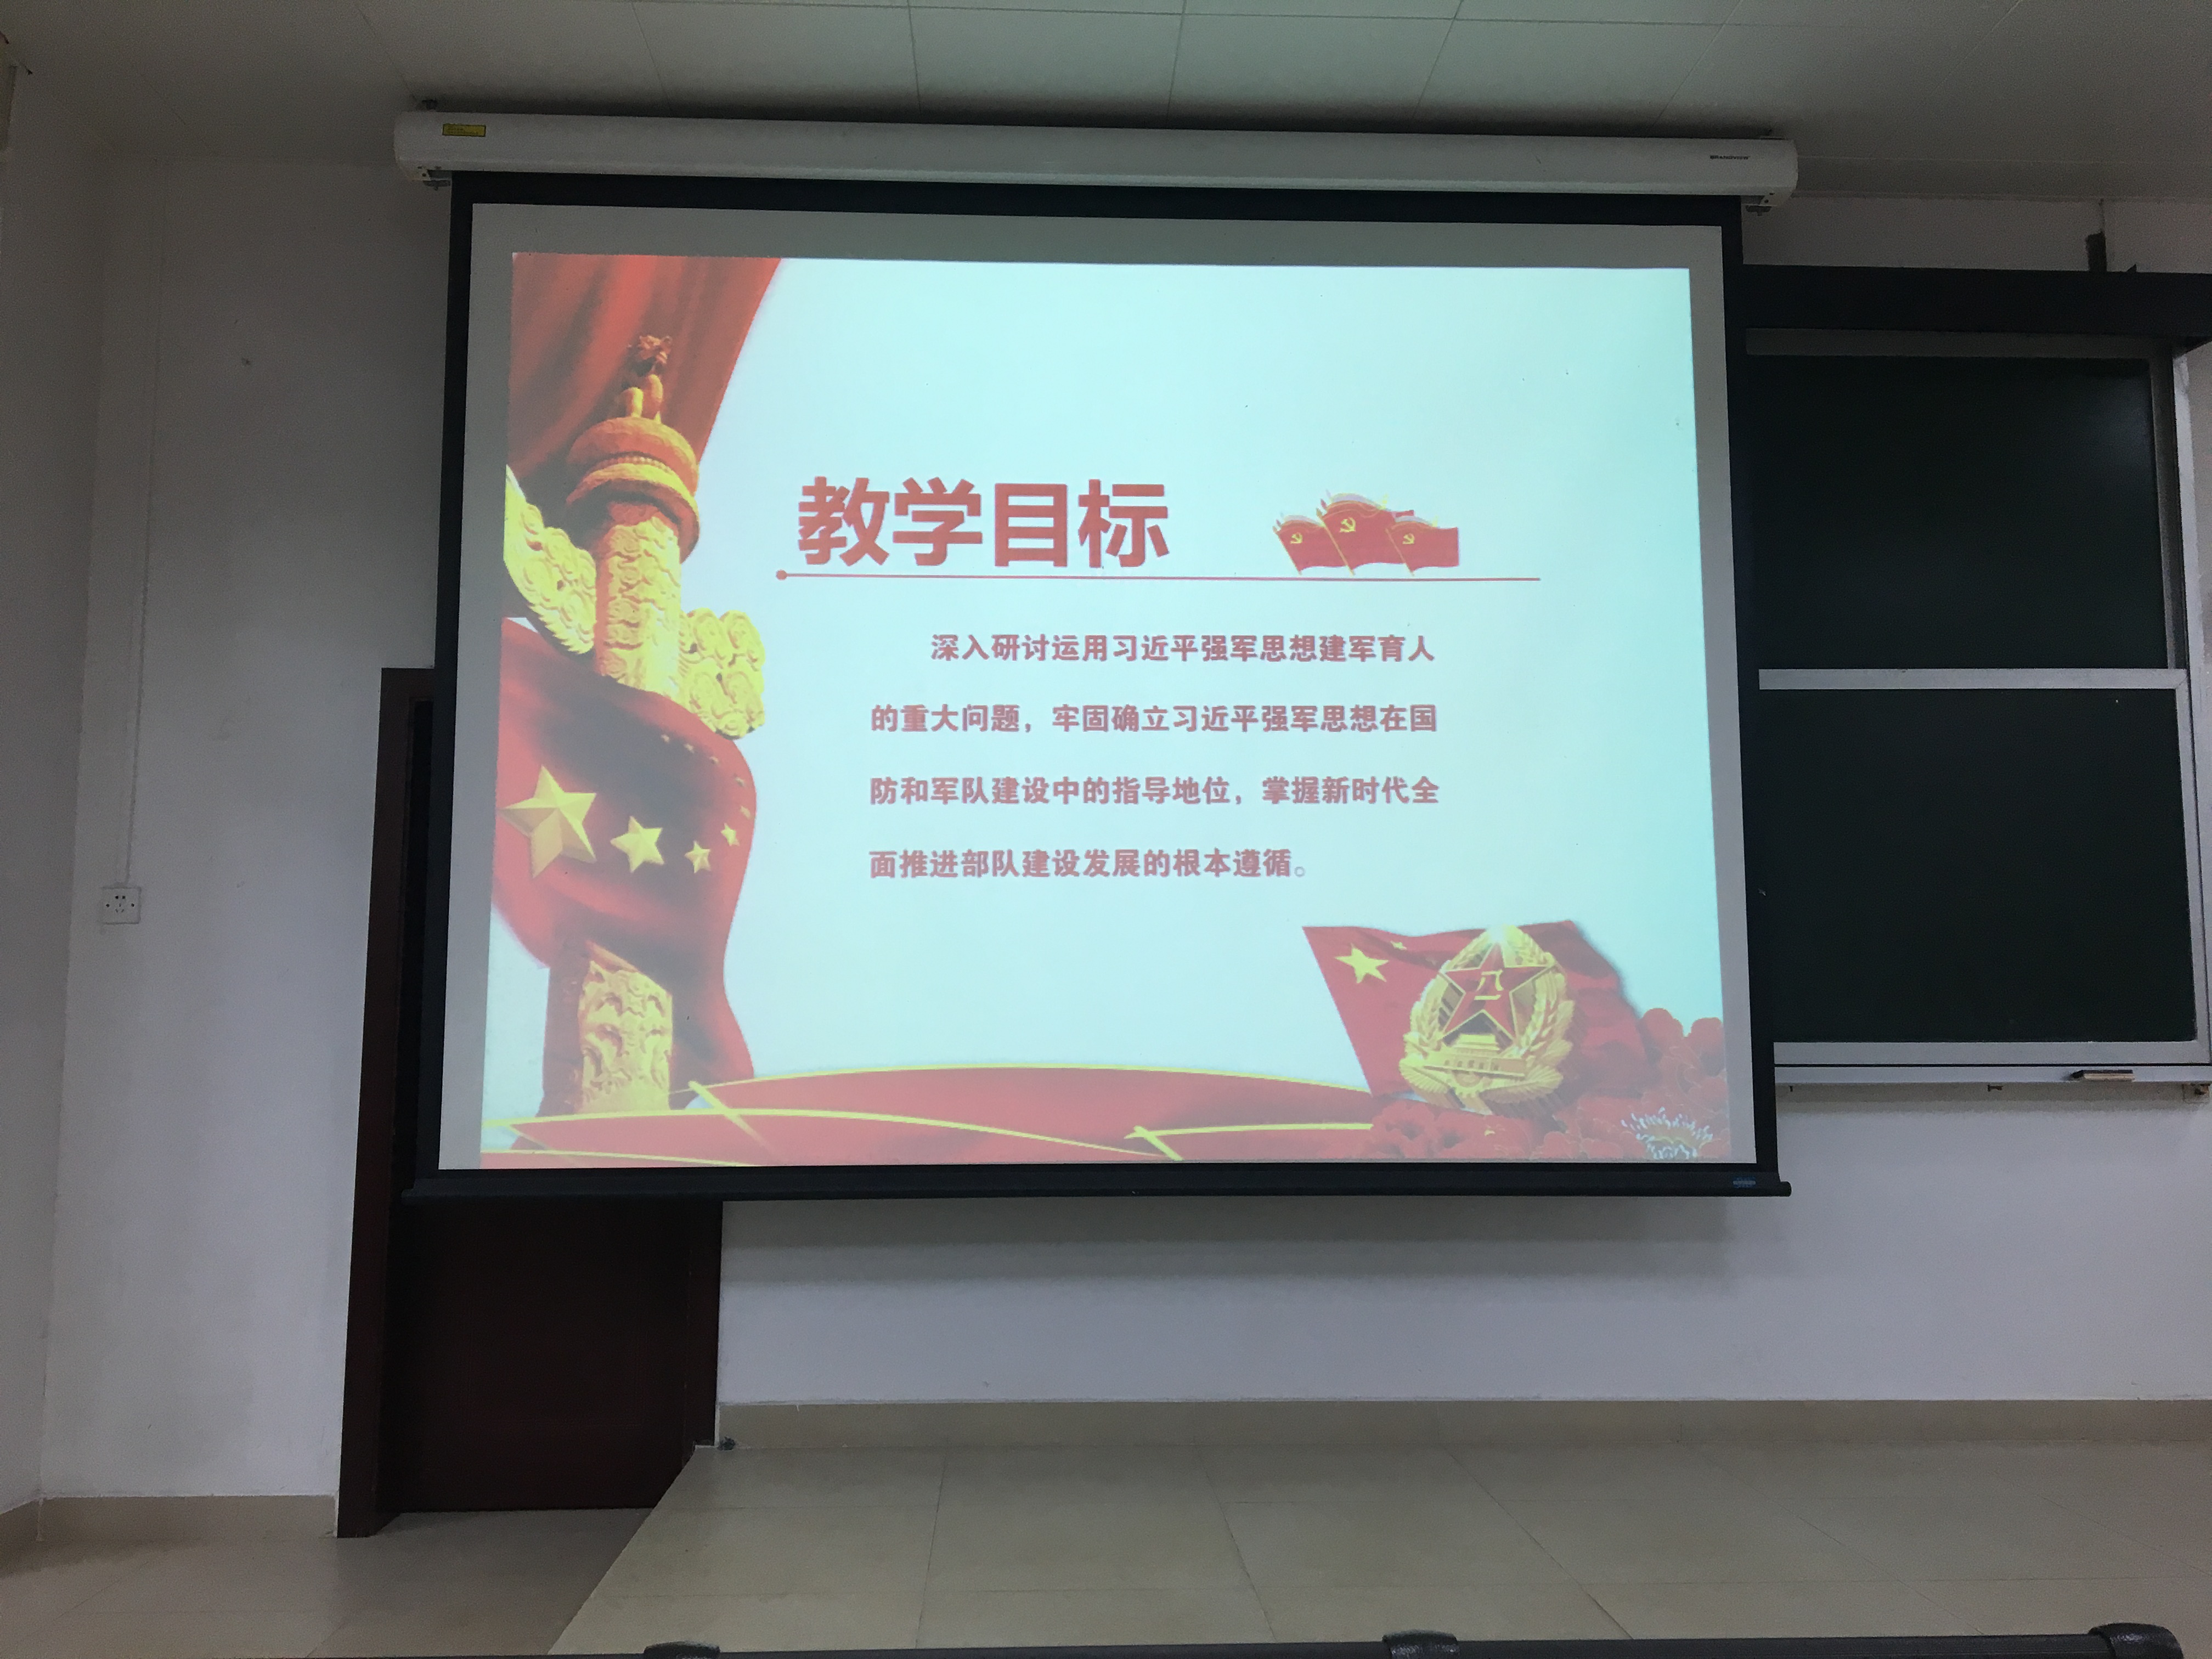 教学目标
深入研讨运用习近平强军思想建军育人
的重大问题，牢固确立习近平强军思想在国
防和军队建设中的指导地位，掌握新时代全
面推进部队建设发展的根本遵循。
八一